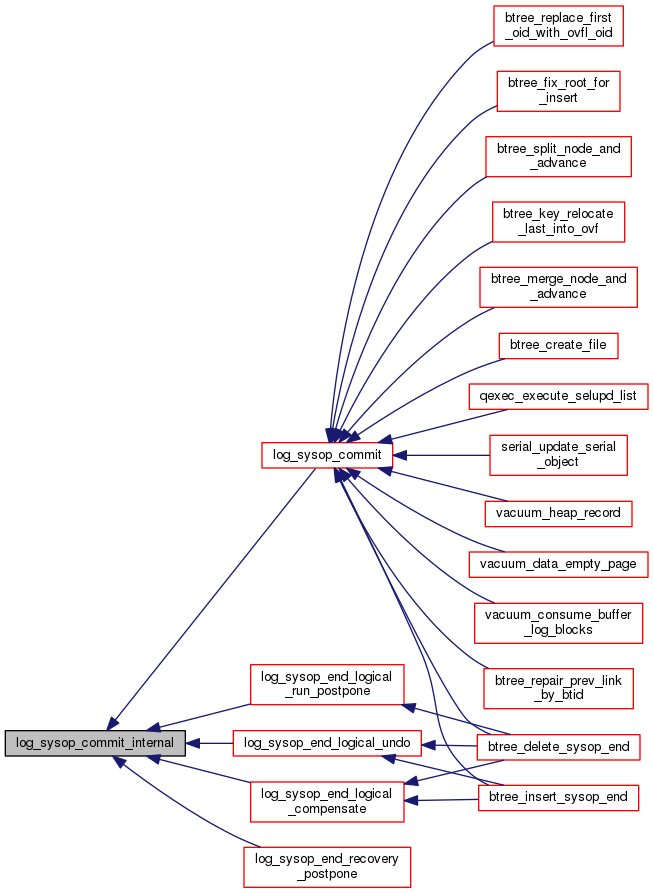 btree_replace_first
_oid_with_ovfl_oid
btree_fix_root_for
_insert
btree_split_node_and
_advance
btree_key_relocate
_last_into_ovf
btree_merge_node_and
_advance
btree_create_file
qexec_execute_selupd_list
log_sysop_commit
serial_update_serial
_object
vacuum_heap_record
vacuum_data_empty_page
vacuum_consume_buffer
_log_blocks
btree_repair_prev_link
_by_btid
log_sysop_end_logical
_run_postpone
log_sysop_commit_internal
log_sysop_end_logical_undo
btree_delete_sysop_end
log_sysop_end_logical
_compensate
btree_insert_sysop_end
log_sysop_end_recovery
_postpone